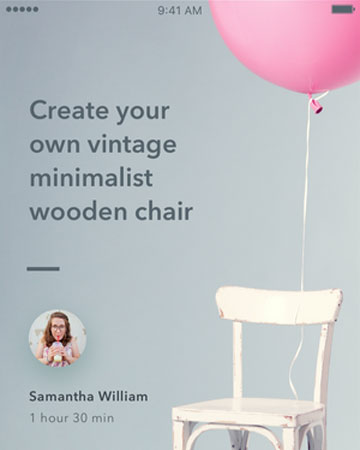 9:41 AM
Create your
own vintage
minimalist
wooden chair
Samantha William
1 hour 30 min